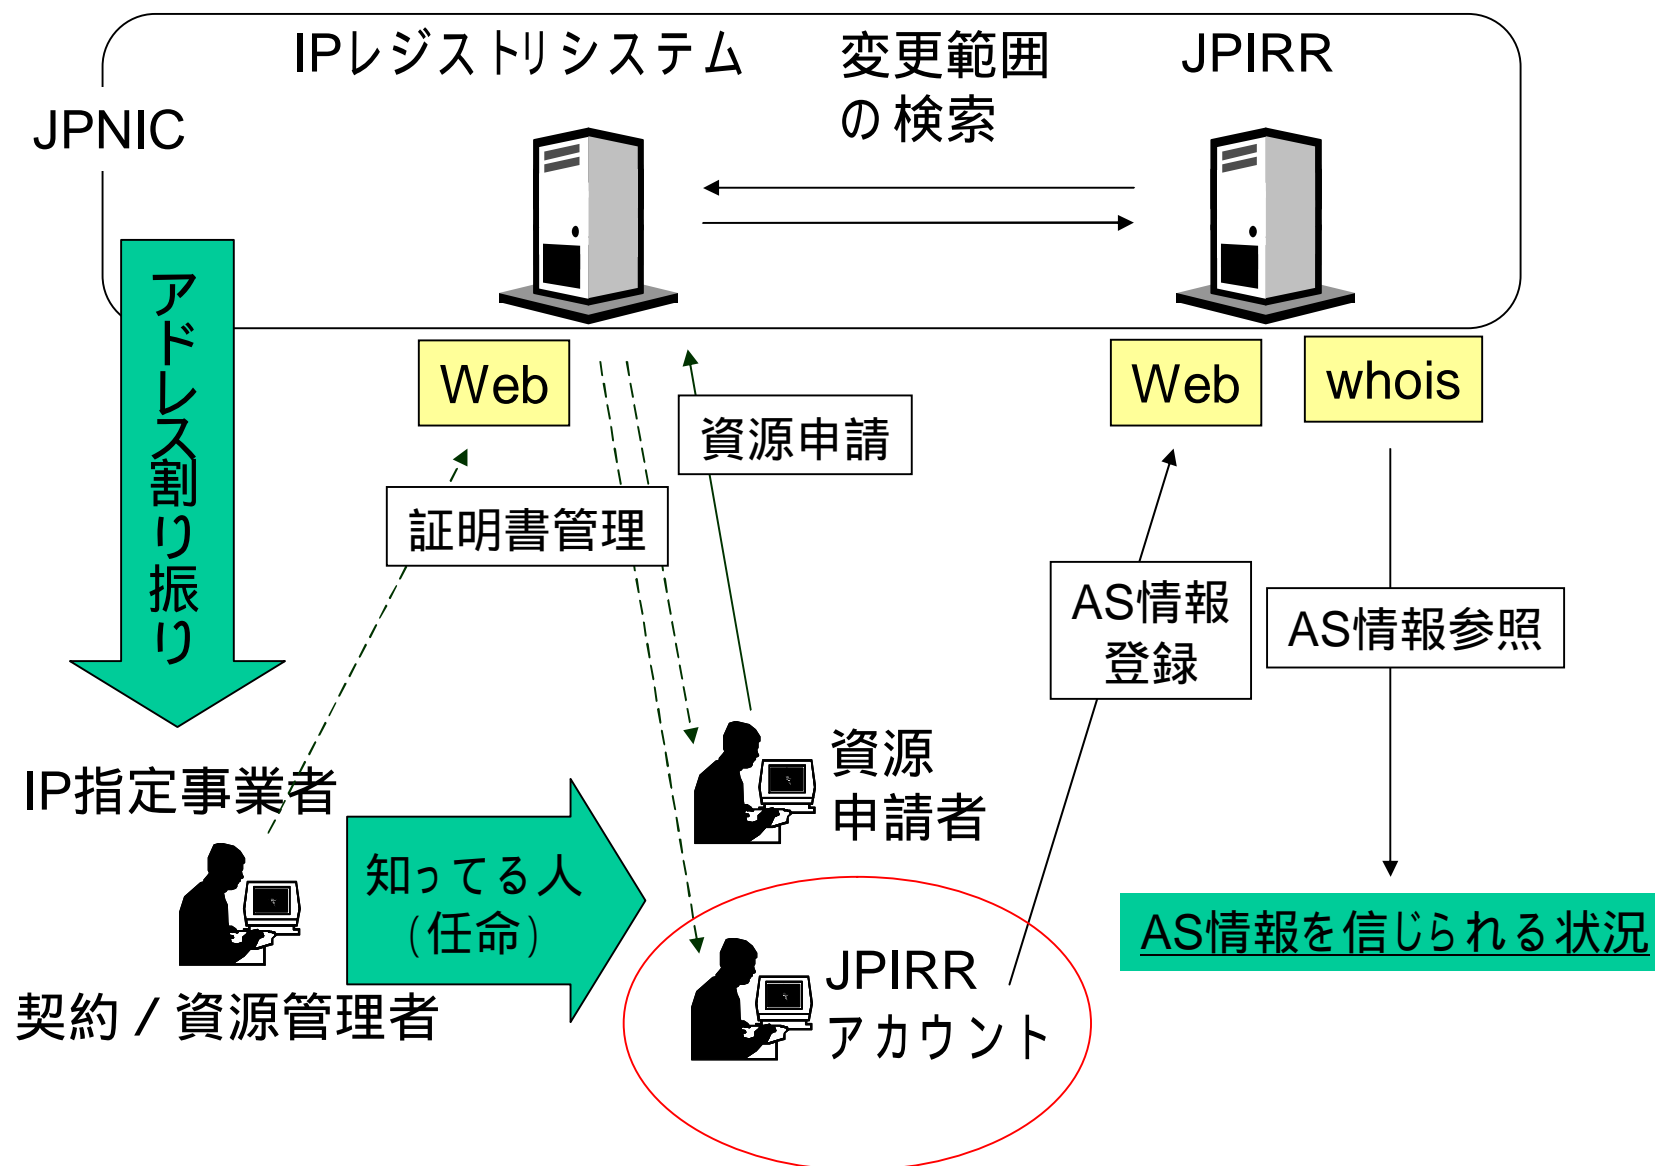 IPレジストリシステム
変更範囲
の検索
JPIRR
JPNIC
アドレス割り振り
Web
資源申請
Web
whois
証明書管理
AS情報
登録
AS情報参照
IP指定事業者
資源
申請者
知ってる人
(任命)
AS情報を信じられる状況
契約/資源管理者
JPIRR
アカウント